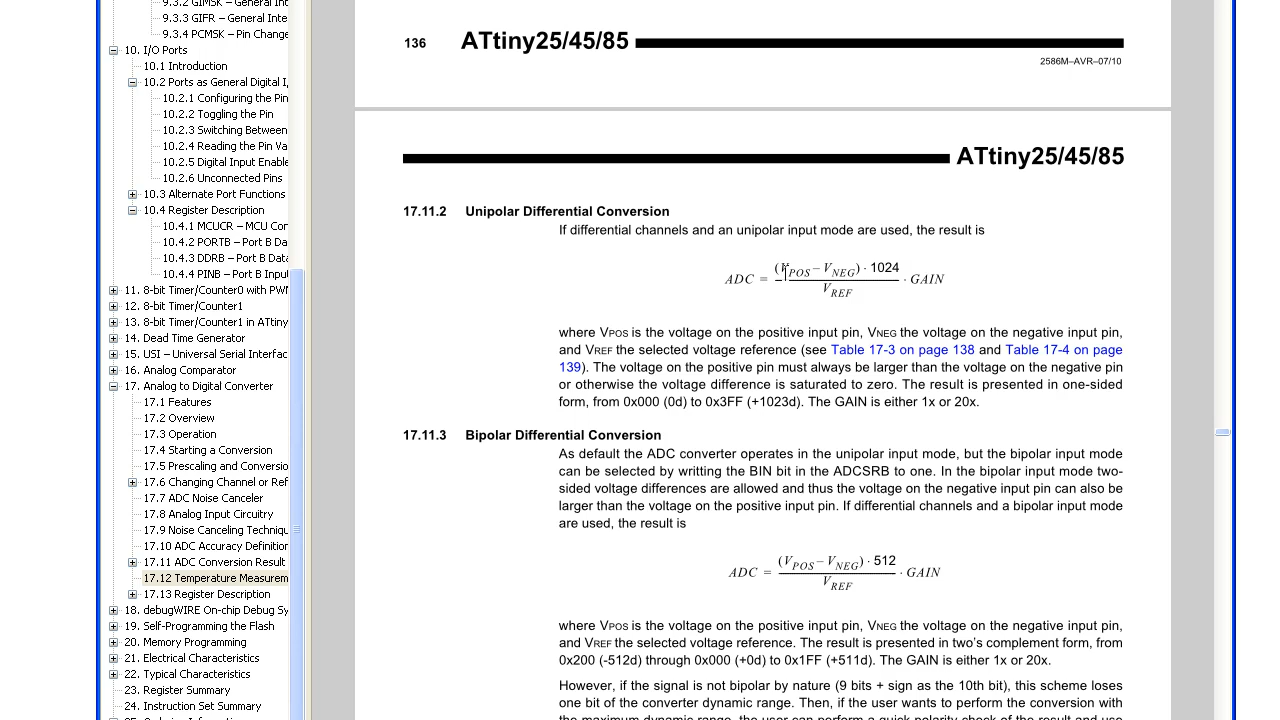 9.3.3 GIFR – General Inte
9.3.4 PCMSK – Pin Change
10. I/O Ports
10.1 Introduction
10.2 Ports as General Digital I,
10.2.1 Configuring the Pin
10.2.2 Toggling the Pin
10.2.3 Switching Between
10.2.4 Reading the Pin Va
10.2.5 Digital Input Enable
10.2.6 Unconnected Pins
10.3 Alternate Port Functions
10.4 Register Description
10.4.1 MCUCR – MCU Con
10.4.2 PORTB – Port B Da
10.4.3 DDRB – Port B Data
10.4.4 PINB – Port B Input
11. 8-bit Timer/Counter0 with PWM
12. 8-bit Timer/Counter1
13. 8-bit Timer/Counter1 in ATtiny
14. Dead Time Generator
15. USI – Universal Serial Interfac
16. Analog Comparator
17. Analog to Digital Converter
17.1 Features
17.2 Overview
17.3 Operation
17.4 Starting a Conversion
17.5 Prescaling and Conversio
17.6 Changing Channel or Ref
17.7 ADC Noise Canceler
17.8 Analog Input Circuitry
17.9 Noise Canceling Techniqu
17.10 ADC Accuracy Definition
17.11 ADC Conversion Result
17.12 Temperature Measurem
17.13 Register Description
18. debugWIRE On-chip Debug Sy
19. Self-Programming the Flash
20. Memory Programming
21. Electrical Characteristics
22. Typical Characteristics
23. Register Summary
24. Instruction Set Summary
136 ATtiny25/45/85
2586M–AVR–07/10
ATtiny25/45/85
17.11.2 Unipolar Differential Conversion
If differential channels and an unipolar input mode are used, the result is
ADC = (VPOS – VNEG) · 1024 / VREF · GAIN
where VPOS is the voltage on the positive input pin, VNEG the voltage on the negative input pin,
and VREF the selected voltage reference (see Table 17-3 on page 138 and Table 17-4 on page
139). The voltage on the positive pin must always be larger than the voltage on the negative pin
or otherwise the voltage difference is saturated to zero. The result is presented in one-sided
form, from 0x000 (0d) to 0x3FF (+1023d). The GAIN is either 1x or 20x.
17.11.3 Bipolar Differential Conversion
As default the ADC converter operates in the unipolar input mode, but the bipolar input mode
can be selected by writting the BIN bit in the ADCSRB to one. In the bipolar input mode two-
sided voltage differences are allowed and thus the voltage on the negative input pin can also be
larger than the voltage on the positive input pin. If differential channels and a bipolar input mode
are used, the result is
ADC = (VPOS – VNEG) · 512 / VREF · GAIN
where VPOS is the voltage on the positive input pin, VNEG the voltage on the negative input pin,
and VREF the selected voltage reference. The result is presented in two's complement form, from
0x200 (-512d) through 0x000 (+0d) to 0x1FF (+511d). The GAIN is either 1x or 20x.
However, if the signal is not bipolar by nature (9 bits + sign as the 10th bit), this scheme loses
one bit of the converter dynamic range. Then, if the user wants to perform the conversion with